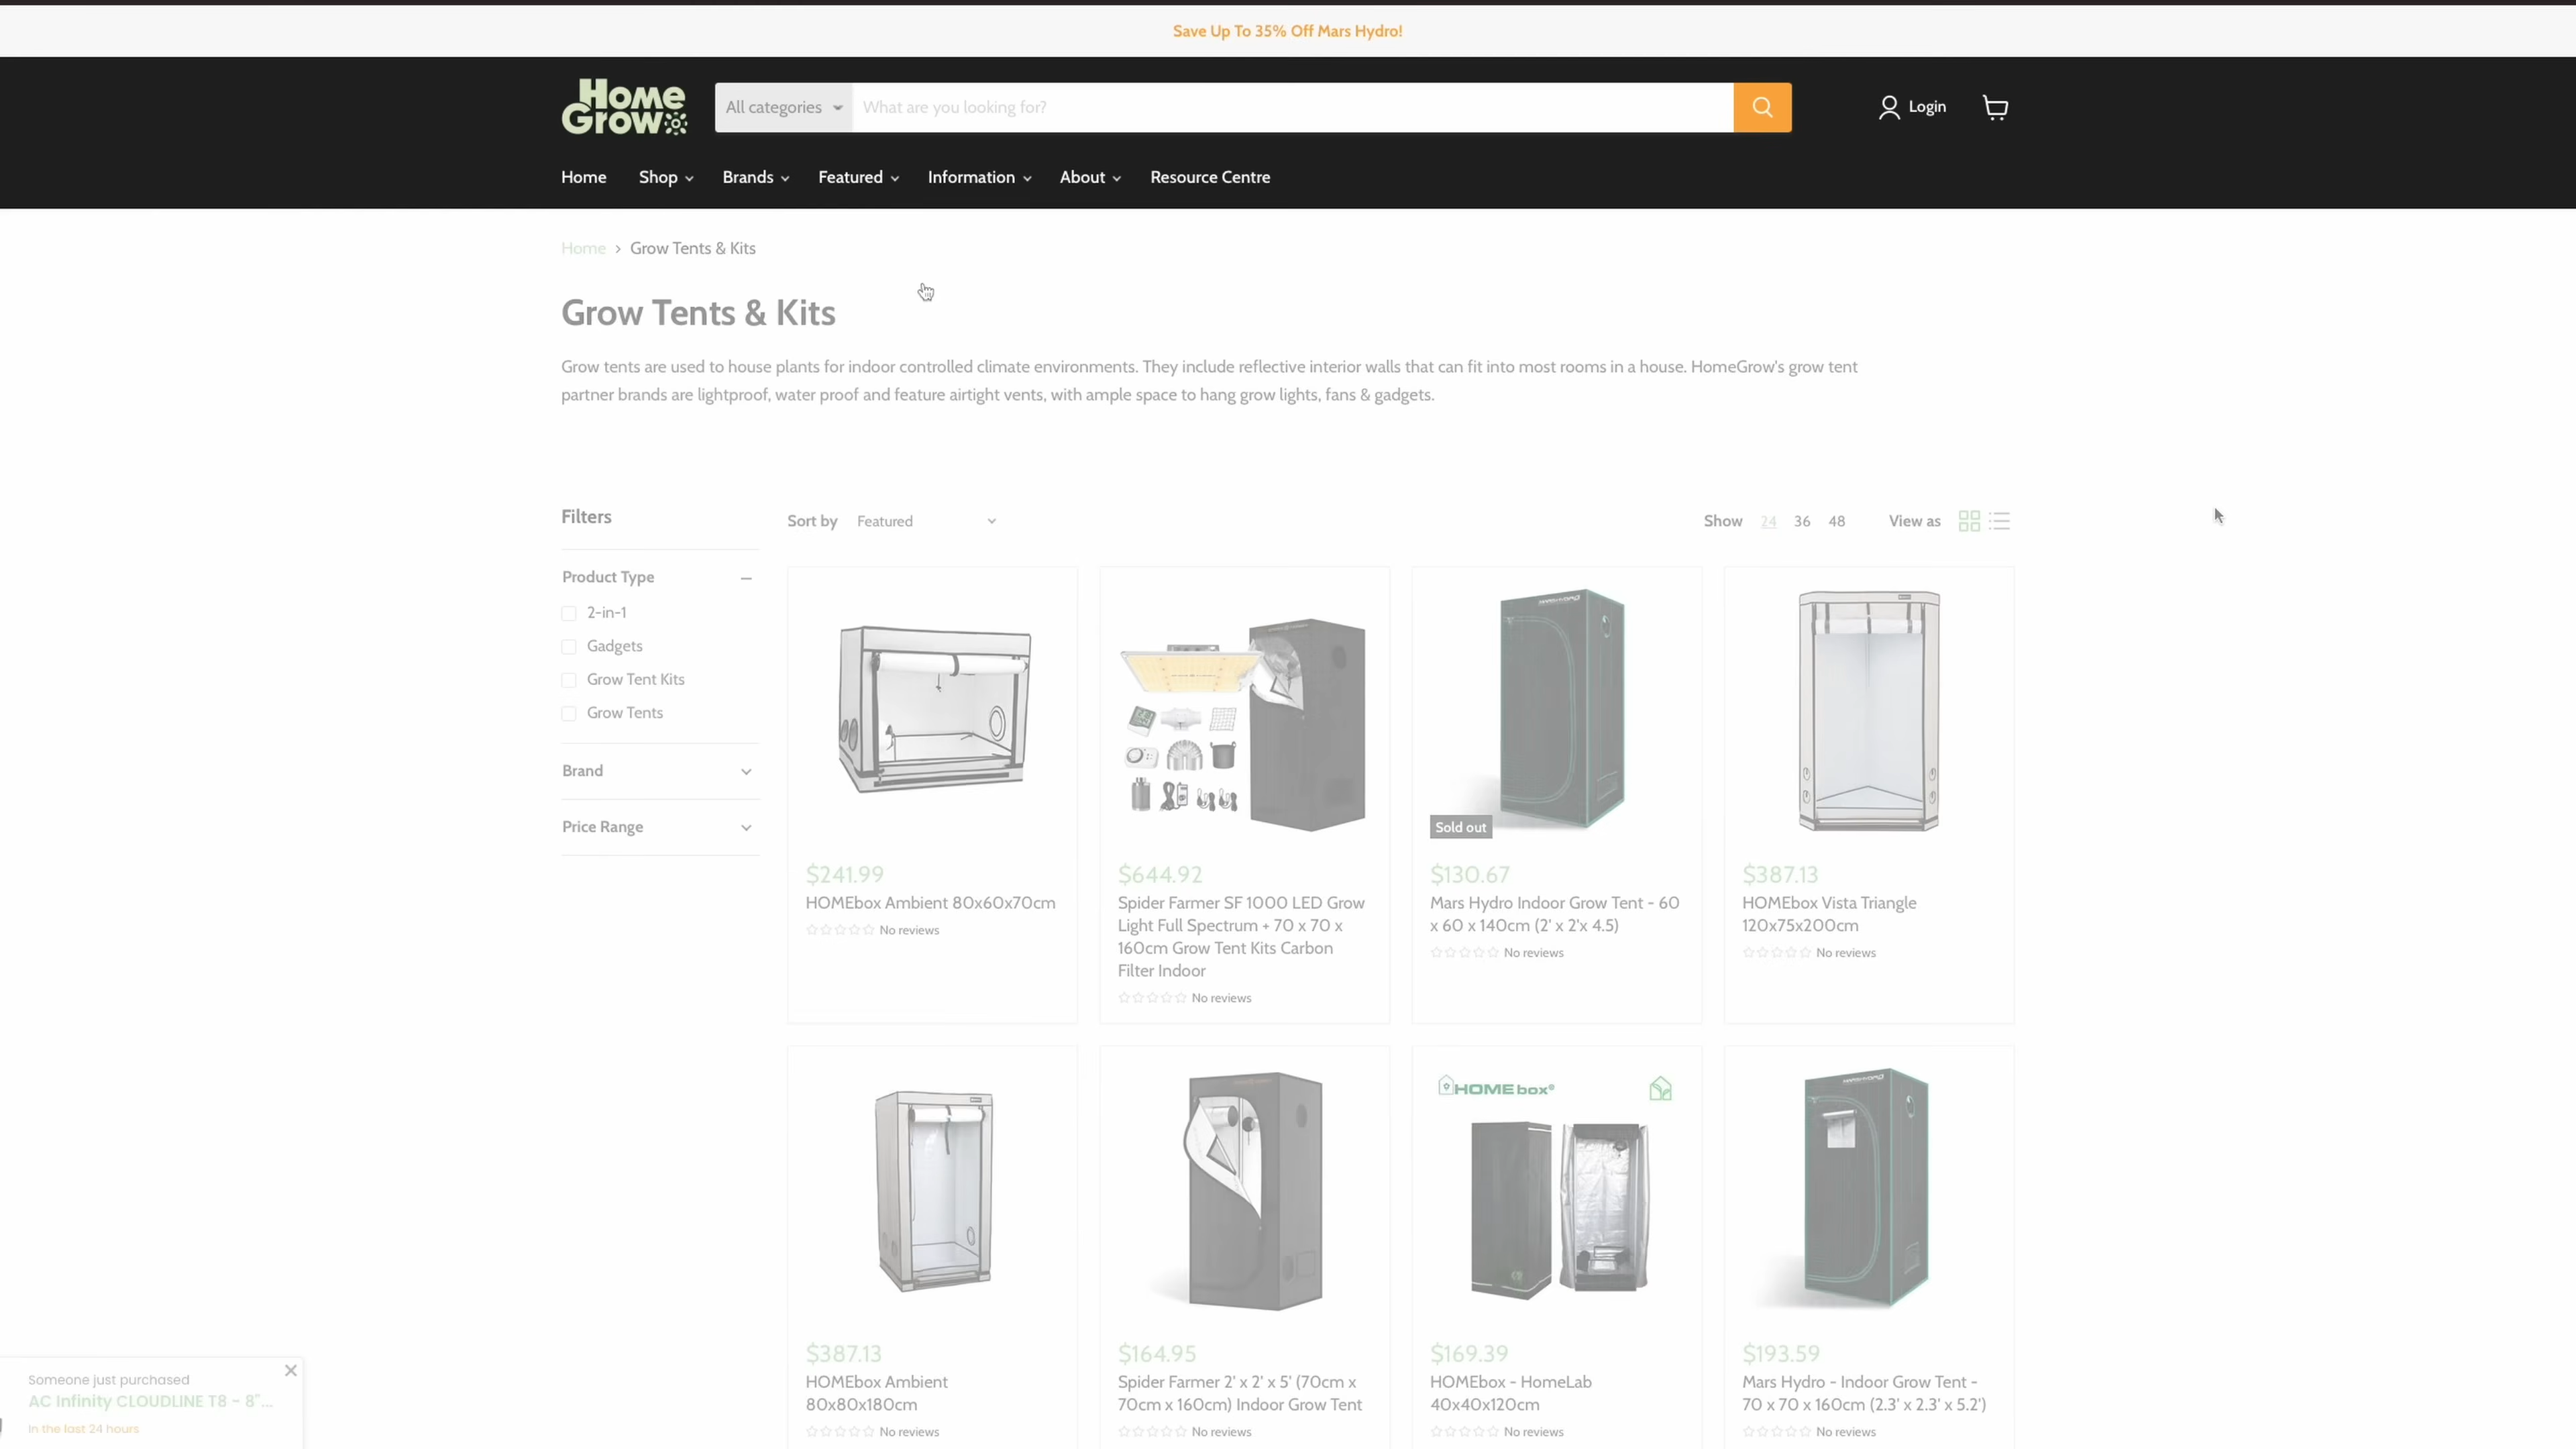 Save Up To 35% Off Mars Hydro!
Home
Grow
All categories
What are you looking for?
Login
Home
Shop
Brands
Featured
Information
About
Resource Centre
Home > Grow Tents & Kits
Grow Tents & Kits
Grow tents are used to house plants for indoor controlled climate environments. They include reflective interior walls that can fit into most rooms in a house. HomeGrow's grow tent
partner brands are lightproof, water proof and feature airtight vents, with ample space to hang grow lights, fans & gadgets.
Filters
Product Type
2-in-1
Gadgets
Grow Tent Kits
Grow Tents
Brand
Price Range
Sort by Featured
Show 24 36 48
View as
$241.99
HOMEbox Ambient 80x60x70cm
No reviews
$644.92
Spider Farmer SF 1000 LED Grow
Light Full Spectrum + 70 x 70 x
160cm Grow Tent Kits Carbon
Filter Indoor
No reviews
MARS HYDRO
Sold out
$130.67
Mars Hydro Indoor Grow Tent - 60
x 60 x 140cm (2' x 2'x 4.5)
No reviews
$387.13
HOMEbox Vista Triangle
120x75x200cm
No reviews
$387.13
HOMEbox Ambient
80x80x180cm
No reviews
$164.95
Spider Farmer 2' x 2' x 5' (70cm x
70cm x 160cm) Indoor Grow Tent
No reviews
HOMEbox®
$169.39
HOMEbox - HomeLab
40x40x120cm
No reviews
MARS HYDRO
$193.59
Mars Hydro - Indoor Grow Tent -
70 x 70 x 160cm (2.3' x 2.3' x 5.2')
No reviews
Someone just purchased
AC Infinity CLOUDLINE T8 - 8"...
In the last 24 hours